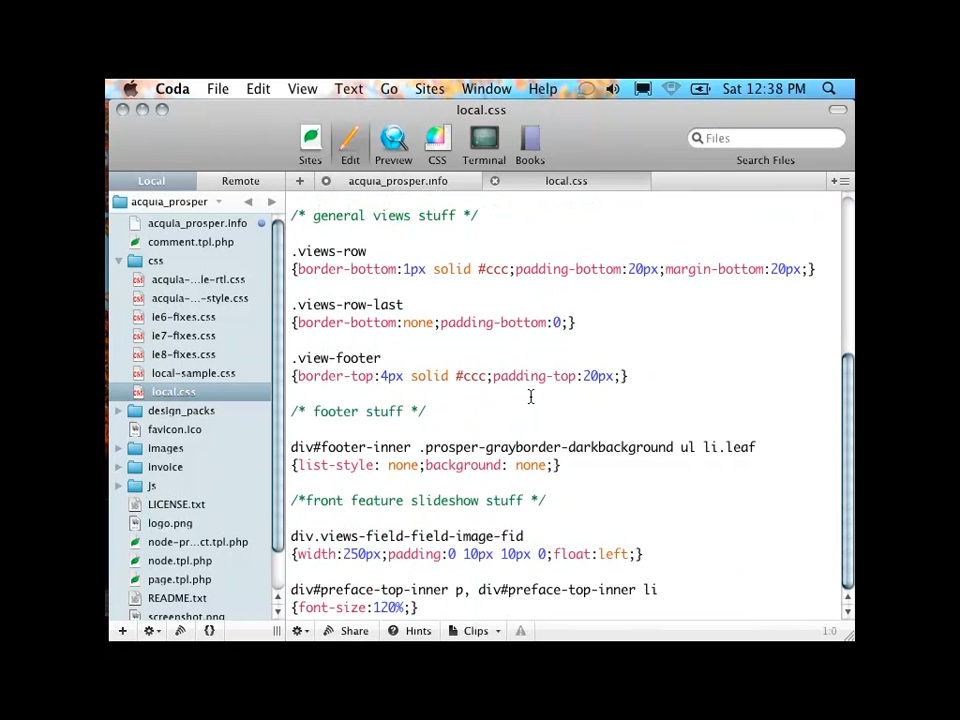 Coda File Edit View Text Go Sites Window Help Sat 12:38 PM
local.css
Sites Edit Preview CSS Terminal Books
Files
Search Files
Local Remote
acquia_prosper.info
local.css
acquia_prosper
acquia_prosper.info
comment.tpl.php
css
acquia-...le-rtl.css
acquia-...-style.css
ie6-fixes.css
ie7-fixes.css
ie8-fixes.css
local-sample.css
local.css
design_packs
favicon.ico
images
invoice
js
LICENSE.txt
logo.png
node-pr...ct.tpl.php
node.tpl.php
page.tpl.php
README.txt
screenshot.png
/* general views stuff */
.views-row
{border-bottom:1px solid #ccc;padding-bottom:20px;margin-bottom:20px;}
.views-row-last
{border-bottom:none;padding-bottom:0;}
.view-footer
{border-top:4px solid #ccc;padding-top:20px;}
/* footer stuff */
div#footer-inner .prosper-grayborder-darkbackground ul li.leaf
{list-style: none;background: none;}
/*front feature slideshow stuff */
div.views-field-field-image-fid
{width:250px;padding:0 10px 10px 0;float:left;}
div#preface-top-inner p, div#preface-top-inner li
{font-size:120%;}
Share Hints Clips
1:0